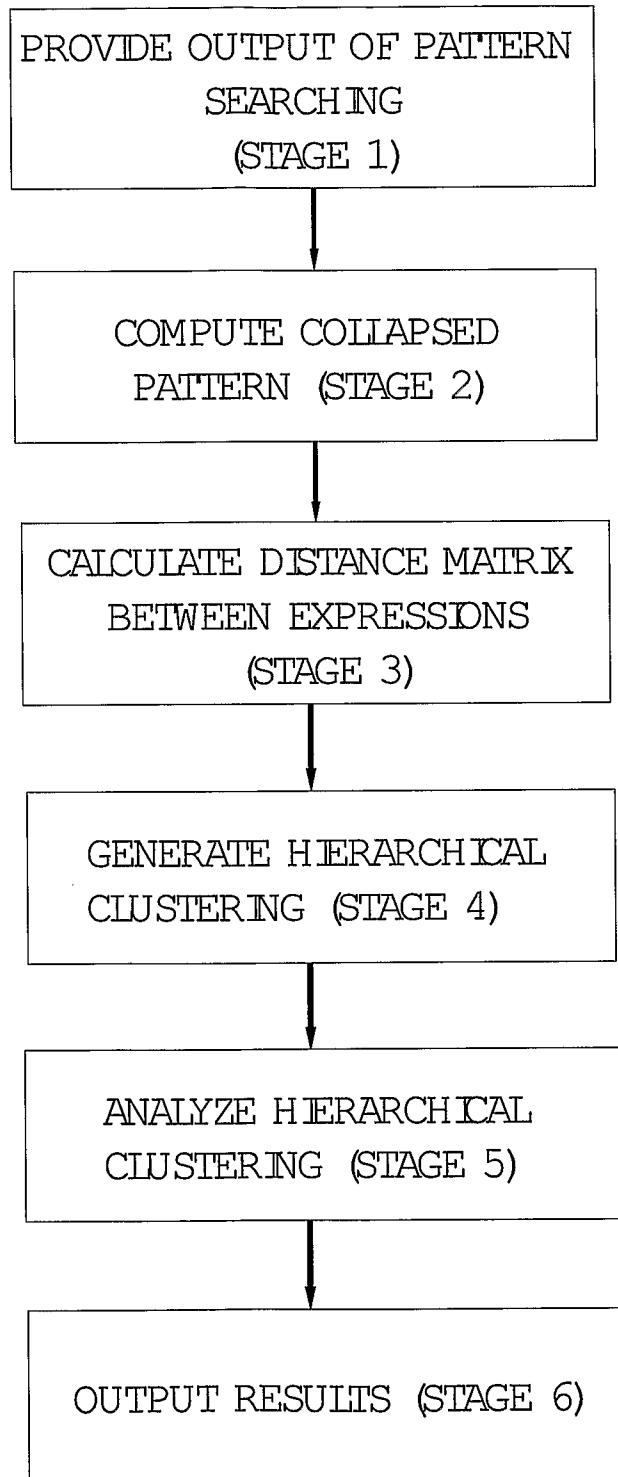 PROVIDE OUTPUT OF PATTERN
SEARCHING
(STAGE 1)
COMPUTE COLLAPSED
PATTERN (STAGE 2)
CALCULATE DISTANCE MATRIX
BETWEEN EXPRESSIONS
(STAGE 3)
GENERATE HIERARCHICAL
CLUSTERING (STAGE 4)
ANALYZE HIERARCHICAL
CLUSTERING (STAGE 5)
OUTPUT RESULTS (STAGE 6)